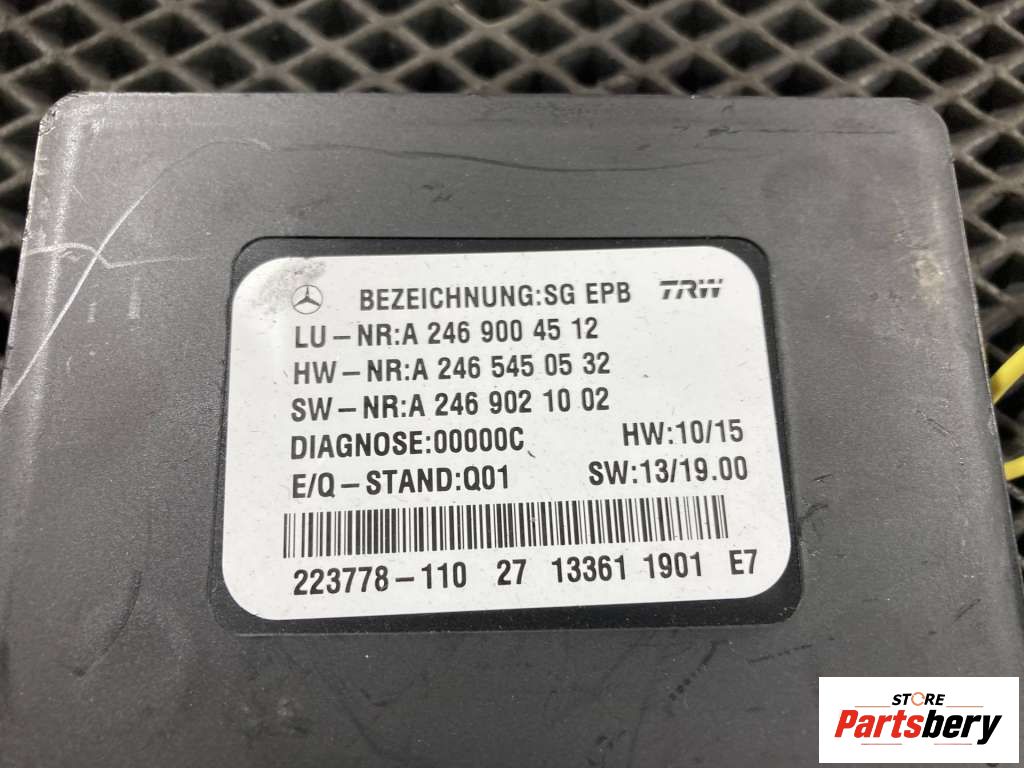 BEZEICHNUNG:SG EPB TRW
LU-NR:A 246 900 45 12
HW-NR:A 246 545 05 32
SW-NR:A 246 902 10 02
DIAGNOSE:00000C HW:10/15
E/Q-STAND:Q01 SW:13/19.00
223778-110 27 13361 1901 E7
STORE
Partsbery